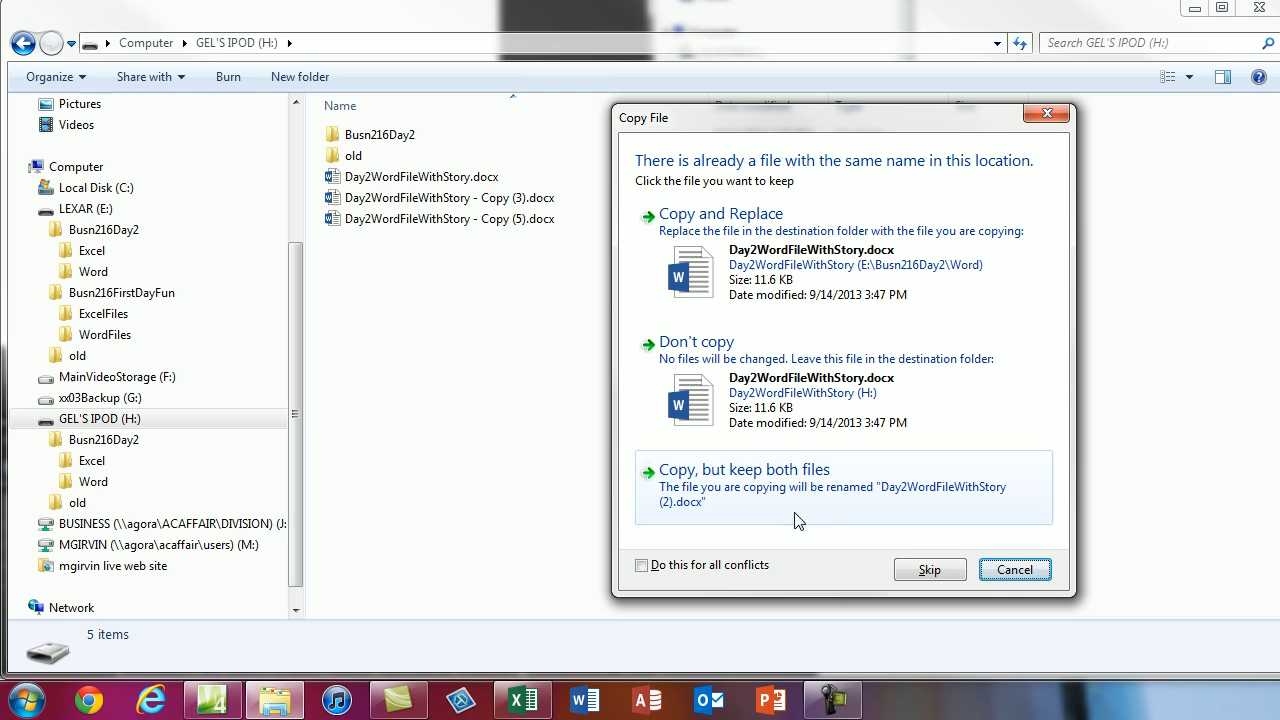 Computer
GEL'S IPOD (H:)
Search GEL'S IPOD (H:)
Organize
Share with
Burn
New folder
Pictures
Videos
Computer
Local Disk (C:)
LEXAR (E:)
Busn216Day2
Excel
Word
Busn216FirstDayFun
ExcelFiles
WordFiles
old
MainVideoStorage (F:)
xx03Backup (G:)
GEL'S IPOD (H:)
Busn216Day2
Excel
Word
old
BUSINESS (\\agora\ACAFFAIR\DIVISION) (J:
MGIRVIN (\\agora\acaffair\users) (M:)
mgirvin live web site
Network
Name
Busn216Day2
old
Day2WordFileWithStory.docx
Day2WordFileWithStory - Copy (3).docx
Day2WordFileWithStory - Copy (5).docx
Copy File
There is already a file with the same name in this location.
Click the file you want to keep
Copy and Replace
Replace the file in the destination folder with the file you are copying:
Day2WordFileWithStory.docx
Day2WordFileWithStory (E:\Busn216Day2\Word)
Size: 11.6 KB
Date modified: 9/14/2013 3:47 PM
Don't copy
No files will be changed. Leave this file in the destination folder:
Day2WordFileWithStory.docx
Day2WordFileWithStory (H:)
Size: 11.6 KB
Date modified: 9/14/2013 3:47 PM
Copy, but keep both files
The file you are copying will be renamed "Day2WordFileWithStory
(2).docx"
Do this for all conflicts
Skip
Cancel
5 items